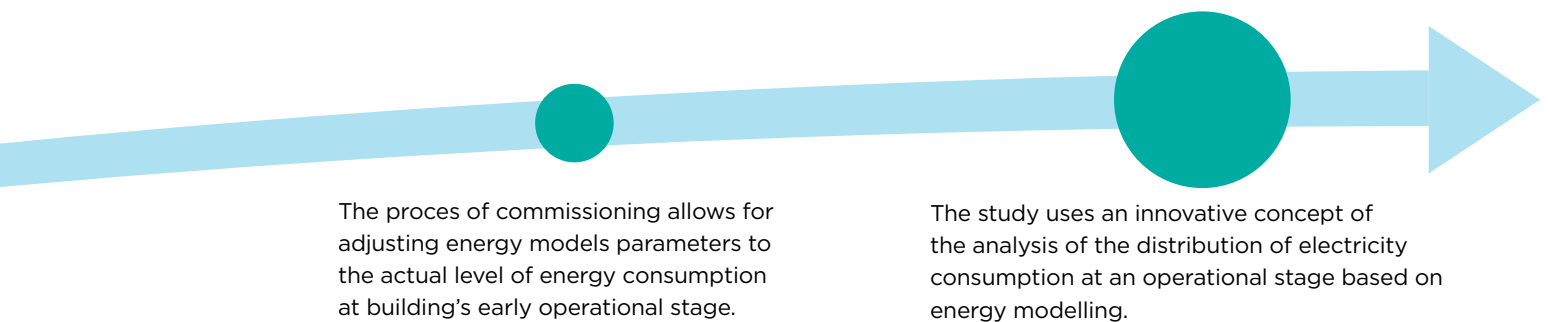 The proces of commissioning allows for
adjusting energy models parameters to
the actual level of energy consumption
at building’s early operational stage.
The study uses an innovative concept of
the analysis of the distribution of electricity
consumption at an operational stage based on
energy modelling.